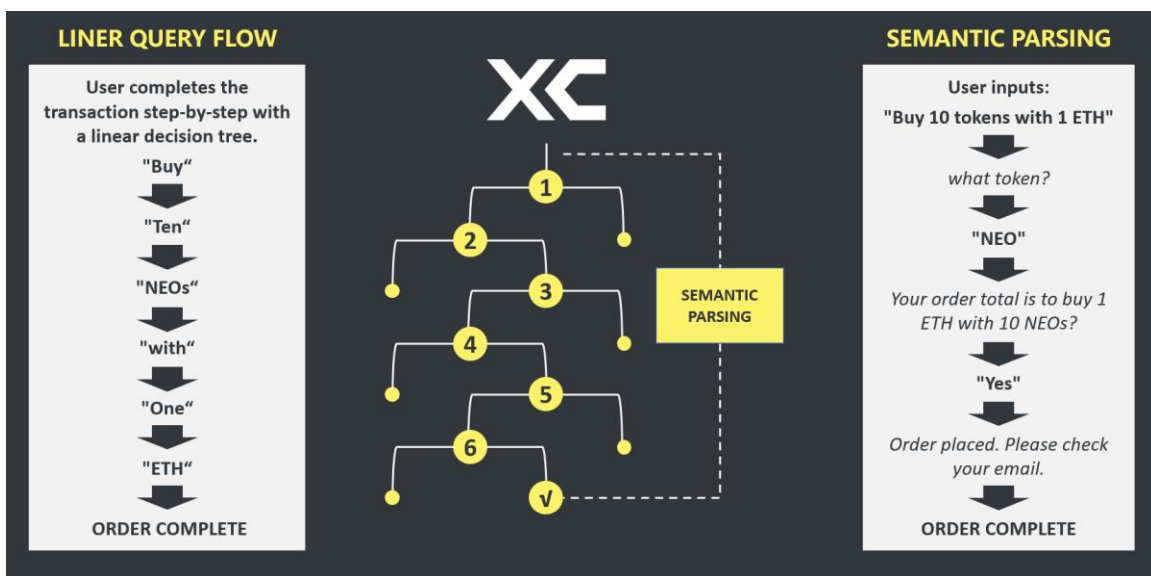 LINER QUERY FLOW
User completes the
transaction step-by-step with
a linear decision tree.
"Buy“
"Ten“
"NEOs“
"with“
"One“
"ETH“
ORDER COMPLETE
XC
1
2
3
4
5
6
√
SEMANTIC
PARSING
SEMANTIC PARSING
User inputs:
"Buy 10 tokens with 1 ETH"
what token?
"NEO"
Your order total is to buy 1
ETH with 10 NEOs?
"Yes"
Order placed. Please check
your email.
ORDER COMPLETE